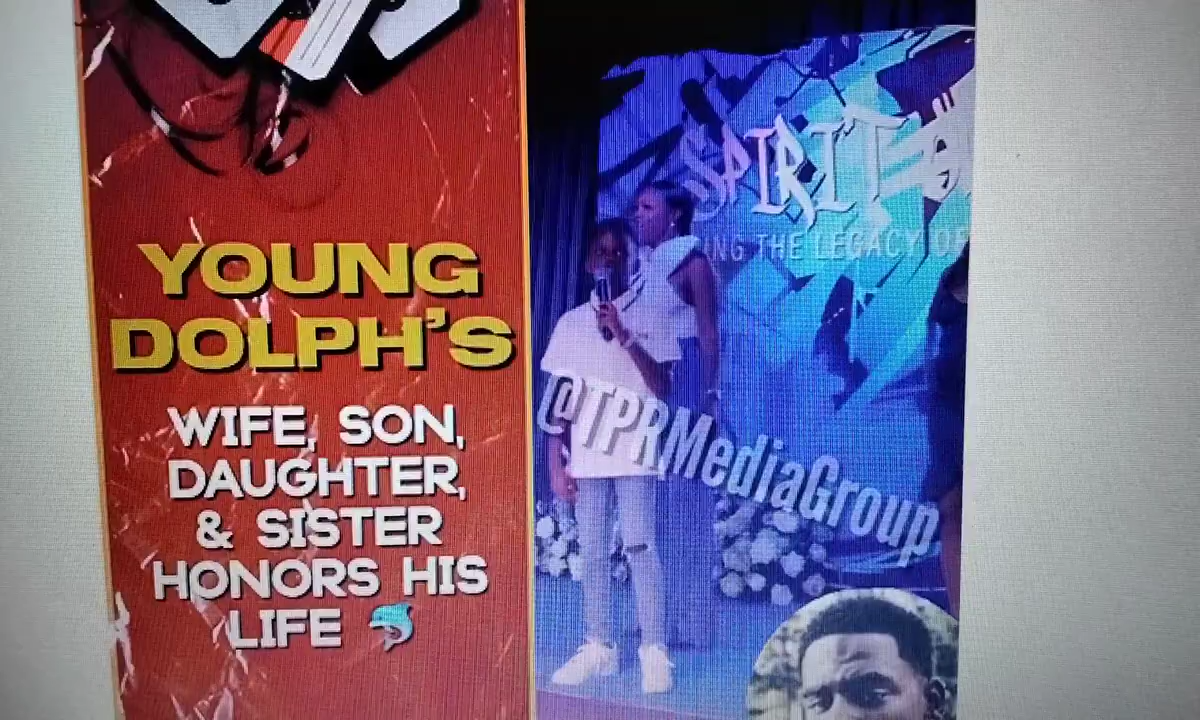 YOUNG
DOLPH'S
WIFE, SON,
DAUGHTER,
& SISTER
HONORS HIS
LIFE 🐬
SPIRIT
ING THE LEGACY OF
@TPRMediaGroup